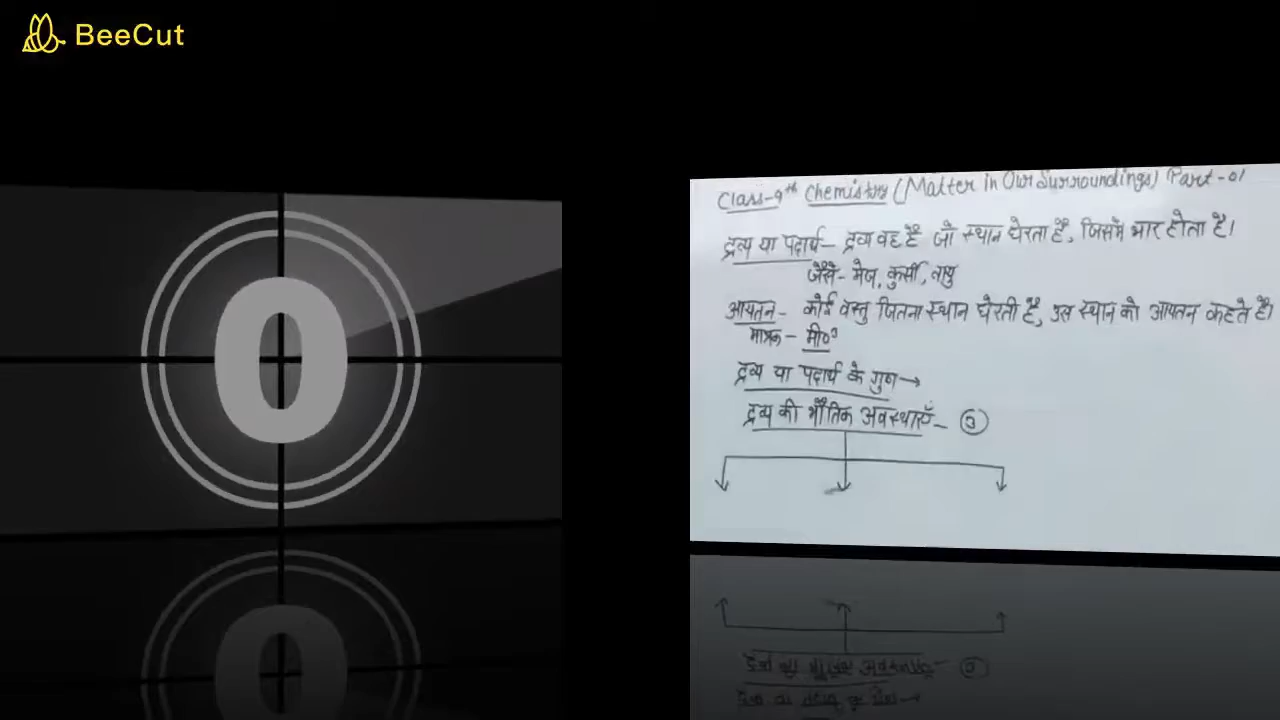 BeeCut
0
Class-9th Chemistry (Matter in Our Surroundings) Part-01
द्रव्य या पदार्थ – द्रव्य वह है जो स्थान घेरता है, जिसमें भार होता है।
जैसे- मेज, कुर्सी, वायु
आयतन - कोई वस्तु जितना स्थान घेरती है, उस स्थान को आयतन कहते है।
मात्रक - मी०³
द्रव्य या पदार्थ के गुण →
द्रव्य की भौतिक अवस्थाएँ - ③